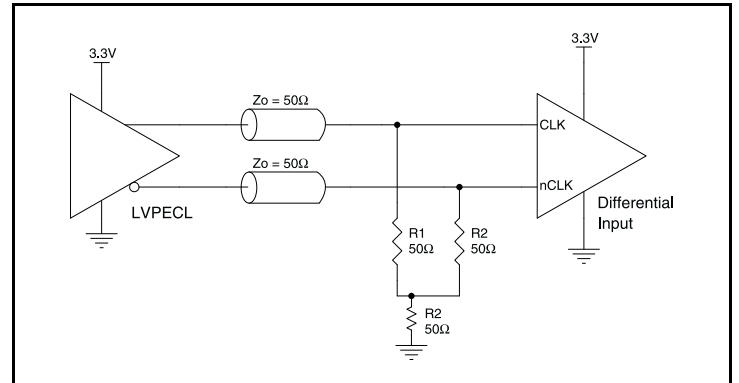 3.3V
3.3V
Zo = 50Ω
CLK
Zo = 50Ω
nCLK
LVPECL
Differential
Input
R1
50Ω
R2
50Ω
R2
50Ω